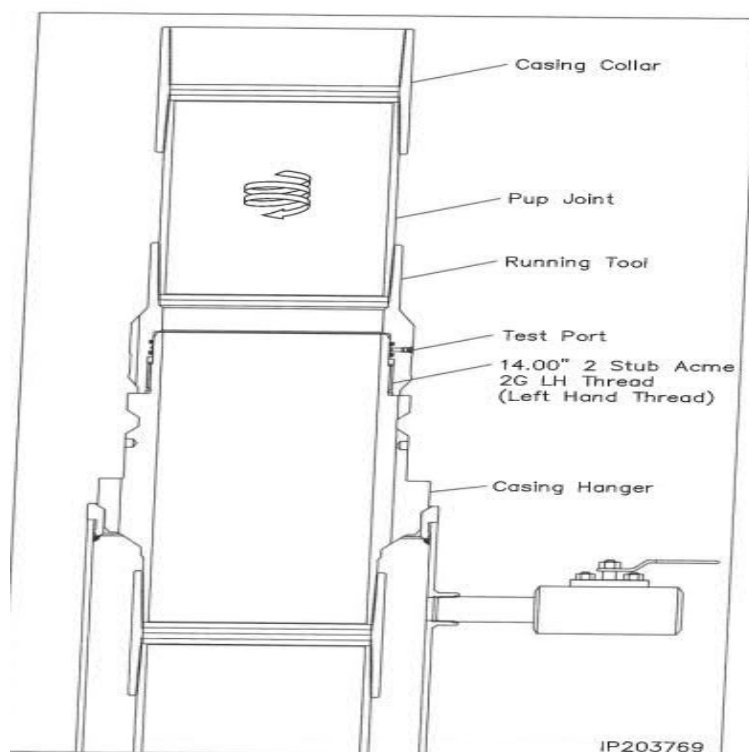 Casing Collar
Pup Joint
Running Tool
Test Port
14.00" 2 Stub Acme
2G LH Thread
(Left Hand Thread)
Casing Hanger
IP203769